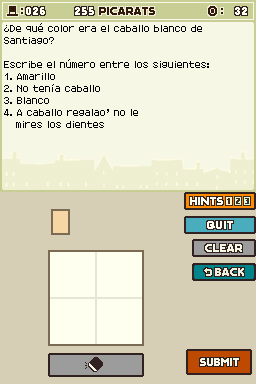 :026
255 PICARATS
: 32
¿De qué color era el caballo blanco de
Santiago?
Escribe el número entre los siguientes:
1. Amarillo
2. No tenía caballo
3. Blanco
4. A caballo regalao' no le
mires los dientes
HINTS 1 2 3
QUIT
CLEAR
BACK
SUBMIT